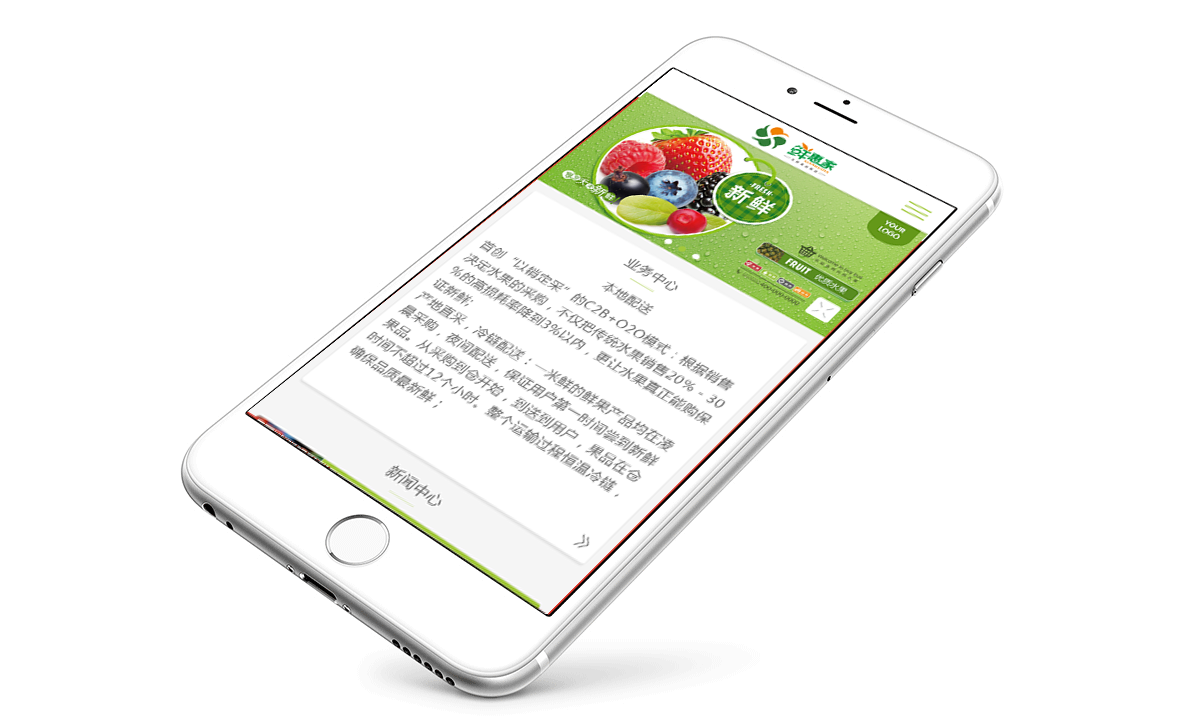 鲜惠家
YOUR
LOGO
·FRESH·
新鲜
FRUIT 优质水果
400-000-0000
业务中心
本地配送
首创“以销定采”的C2B+O2O模式：根据销售
决定水果的采购，不仅把传统水果销售20% - 30
%的高损耗率降到3%以内，更让水果真正能购保
证新鲜；
产地直采，冷链配送：一米鲜的鲜果产品均在凌
晨采购，夜间配送，保证用户第一时间尝到新鲜
果品。从采购到仓开始，到送到用户，果品在仓
时间不超过12个小时。整个运输过程恒温冷链，
确保品质最新鲜；
新闻中心